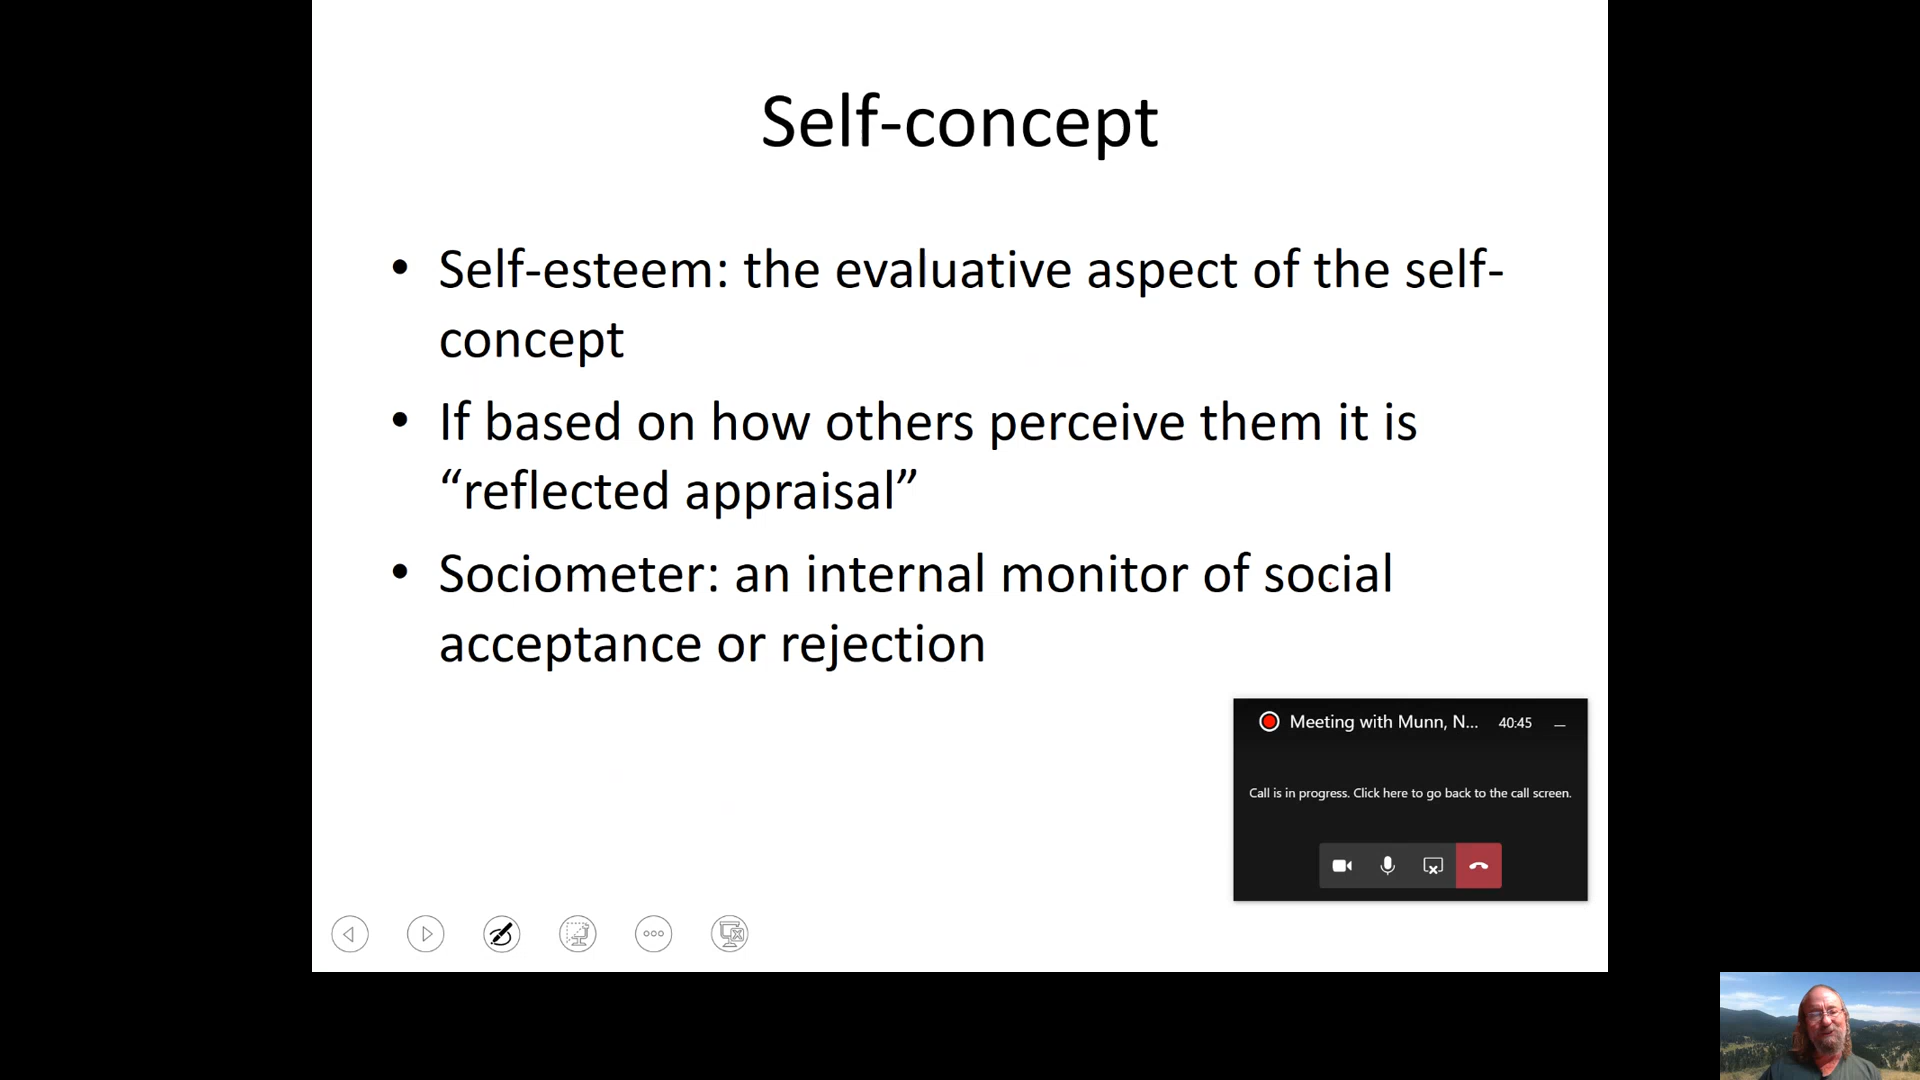 Self-concept
• Self-esteem: the evaluative aspect of the self-
concept
• If based on how others perceive them it is
“reflected appraisal”
• Sociometer: an internal monitor of social
acceptance or rejection
Meeting with Munn, N... 40:45
Call is in progress. Click here to go back to the call screen.